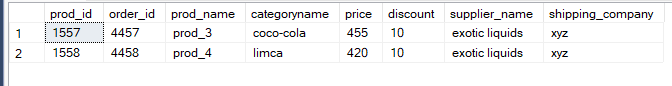 prod_id order_id prod_name categoryname price discount supplier_name shipping_company
1 1557 4457 prod_3 coco-cola 455 10 exotic liquids xyz
2 1558 4458 prod_4 limca 420 10 exotic liquids xyz